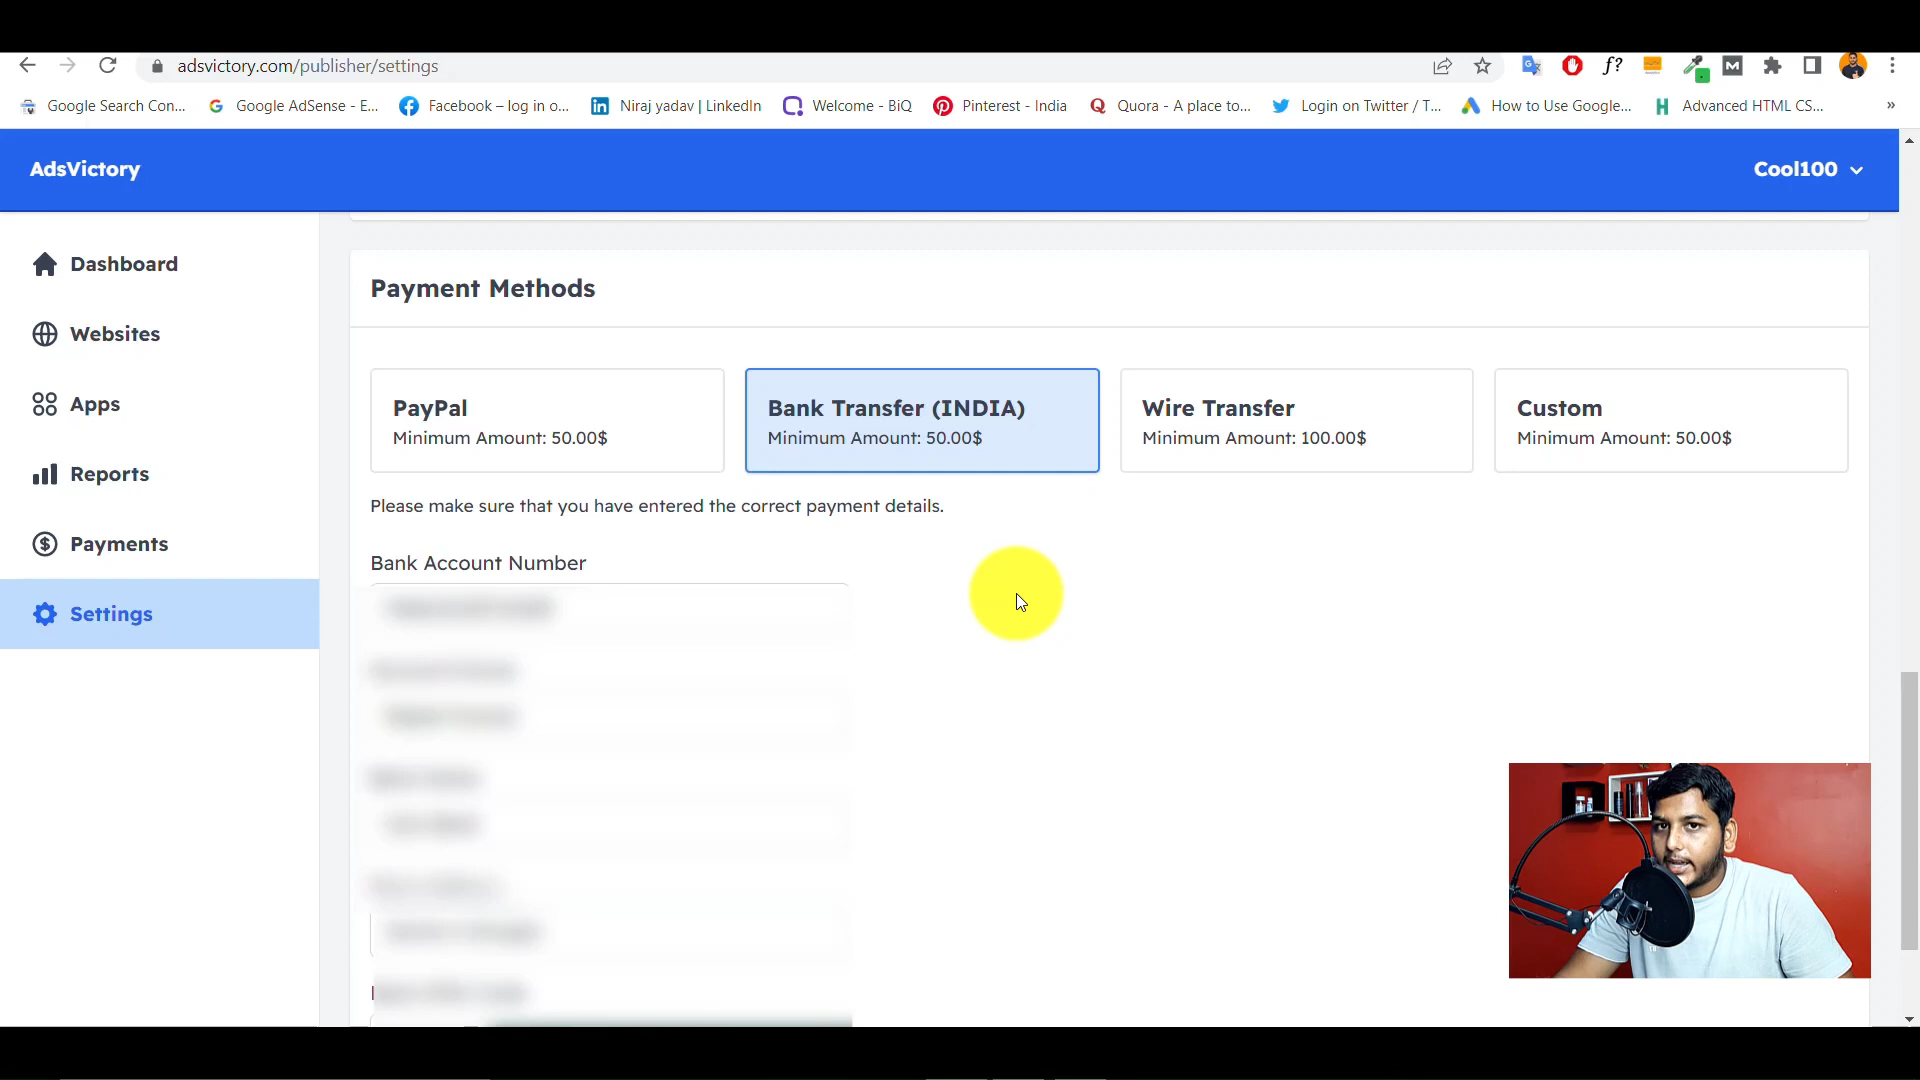 adsvictory.com/publisher/settings
f?
M
Google Search Con...
G Google AdSense - E...
Facebook – log in o...
in Niraj yadav | LinkedIn
Welcome - BiQ
Pinterest - India
Quora - A place to...
Login on Twitter / T...
How to Use Google...
H Advanced HTML CS...
»
AdsVictory
Cool100
Dashboard
Websites
Apps
Reports
Payments
Settings
Payment Methods
PayPal
Minimum Amount: 50.00$
Bank Transfer (INDIA)
Minimum Amount: 50.00$
Wire Transfer
Minimum Amount: 100.00$
Custom
Minimum Amount: 50.00$
Please make sure that you have entered the correct payment details.
Bank Account Number